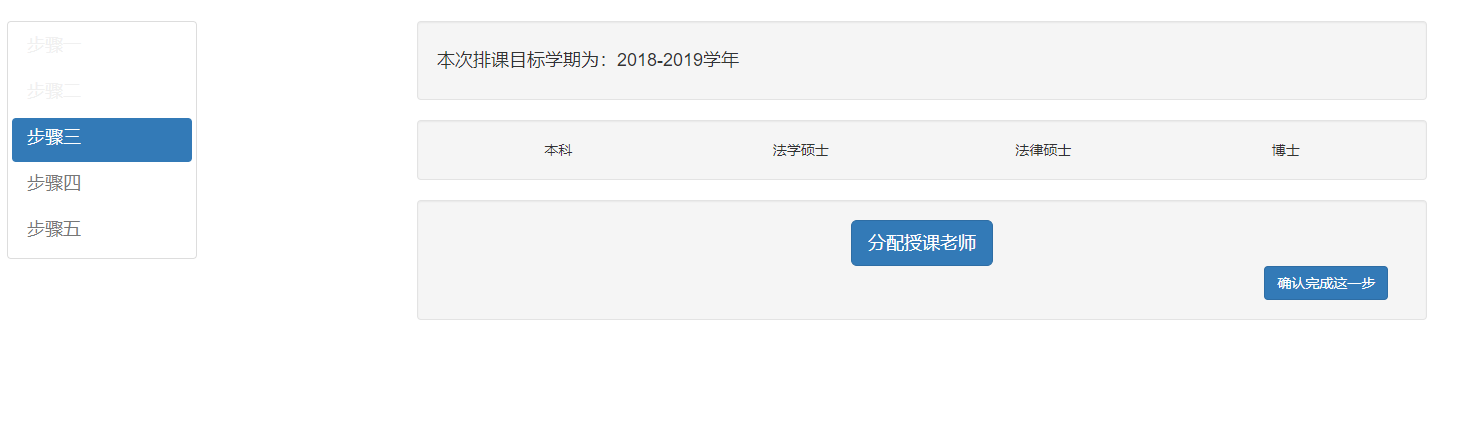 步骤一
步骤二
步骤三
步骤四
步骤五
本次排课目标学期为：2018-2019学年
本科 法学硕士 法律硕士 博士
分配授课老师
确认完成这一步